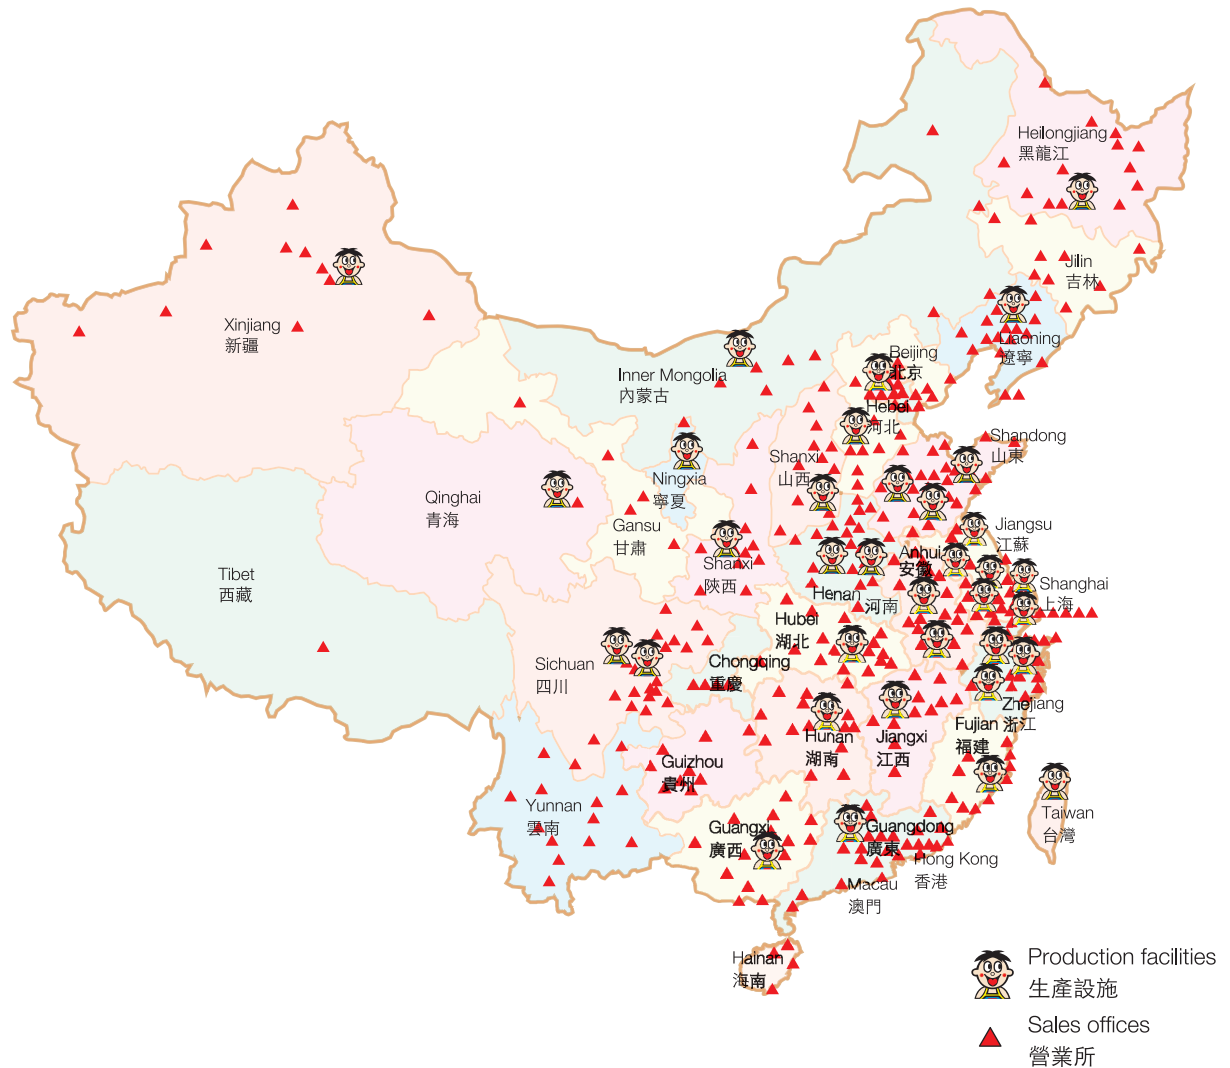 Heilongjiang
黑龍江
Jilin
吉林
Xinjiang
新疆
Liaoning
遼寧
Beijing
北京
Inner Mongolia
內蒙古
Hebei
河北
Shandong
山東
Shanxi
山西
Ningxia
寧夏
Qinghai
青海
Gansu
甘肅
Jiangsu
江蘇
Anhui
安徽
Shanxi
陝西
Tibet
西藏
Henan
河南
Shanghai
上海
Hubei
湖北
Sichuan
四川
Chongqing
重慶
Zhejiang
浙江
Fujian
福建
Hunan
湖南
Jiangxi
江西
Guizhou
貴州
Yunnan
雲南
Taiwan
台灣
Guangxi
廣西
Guangdong
廣東
Hong Kong
香港
Macau
澳門
Hainan
海南
Production facilities
生產設施
Sales offices
營業所